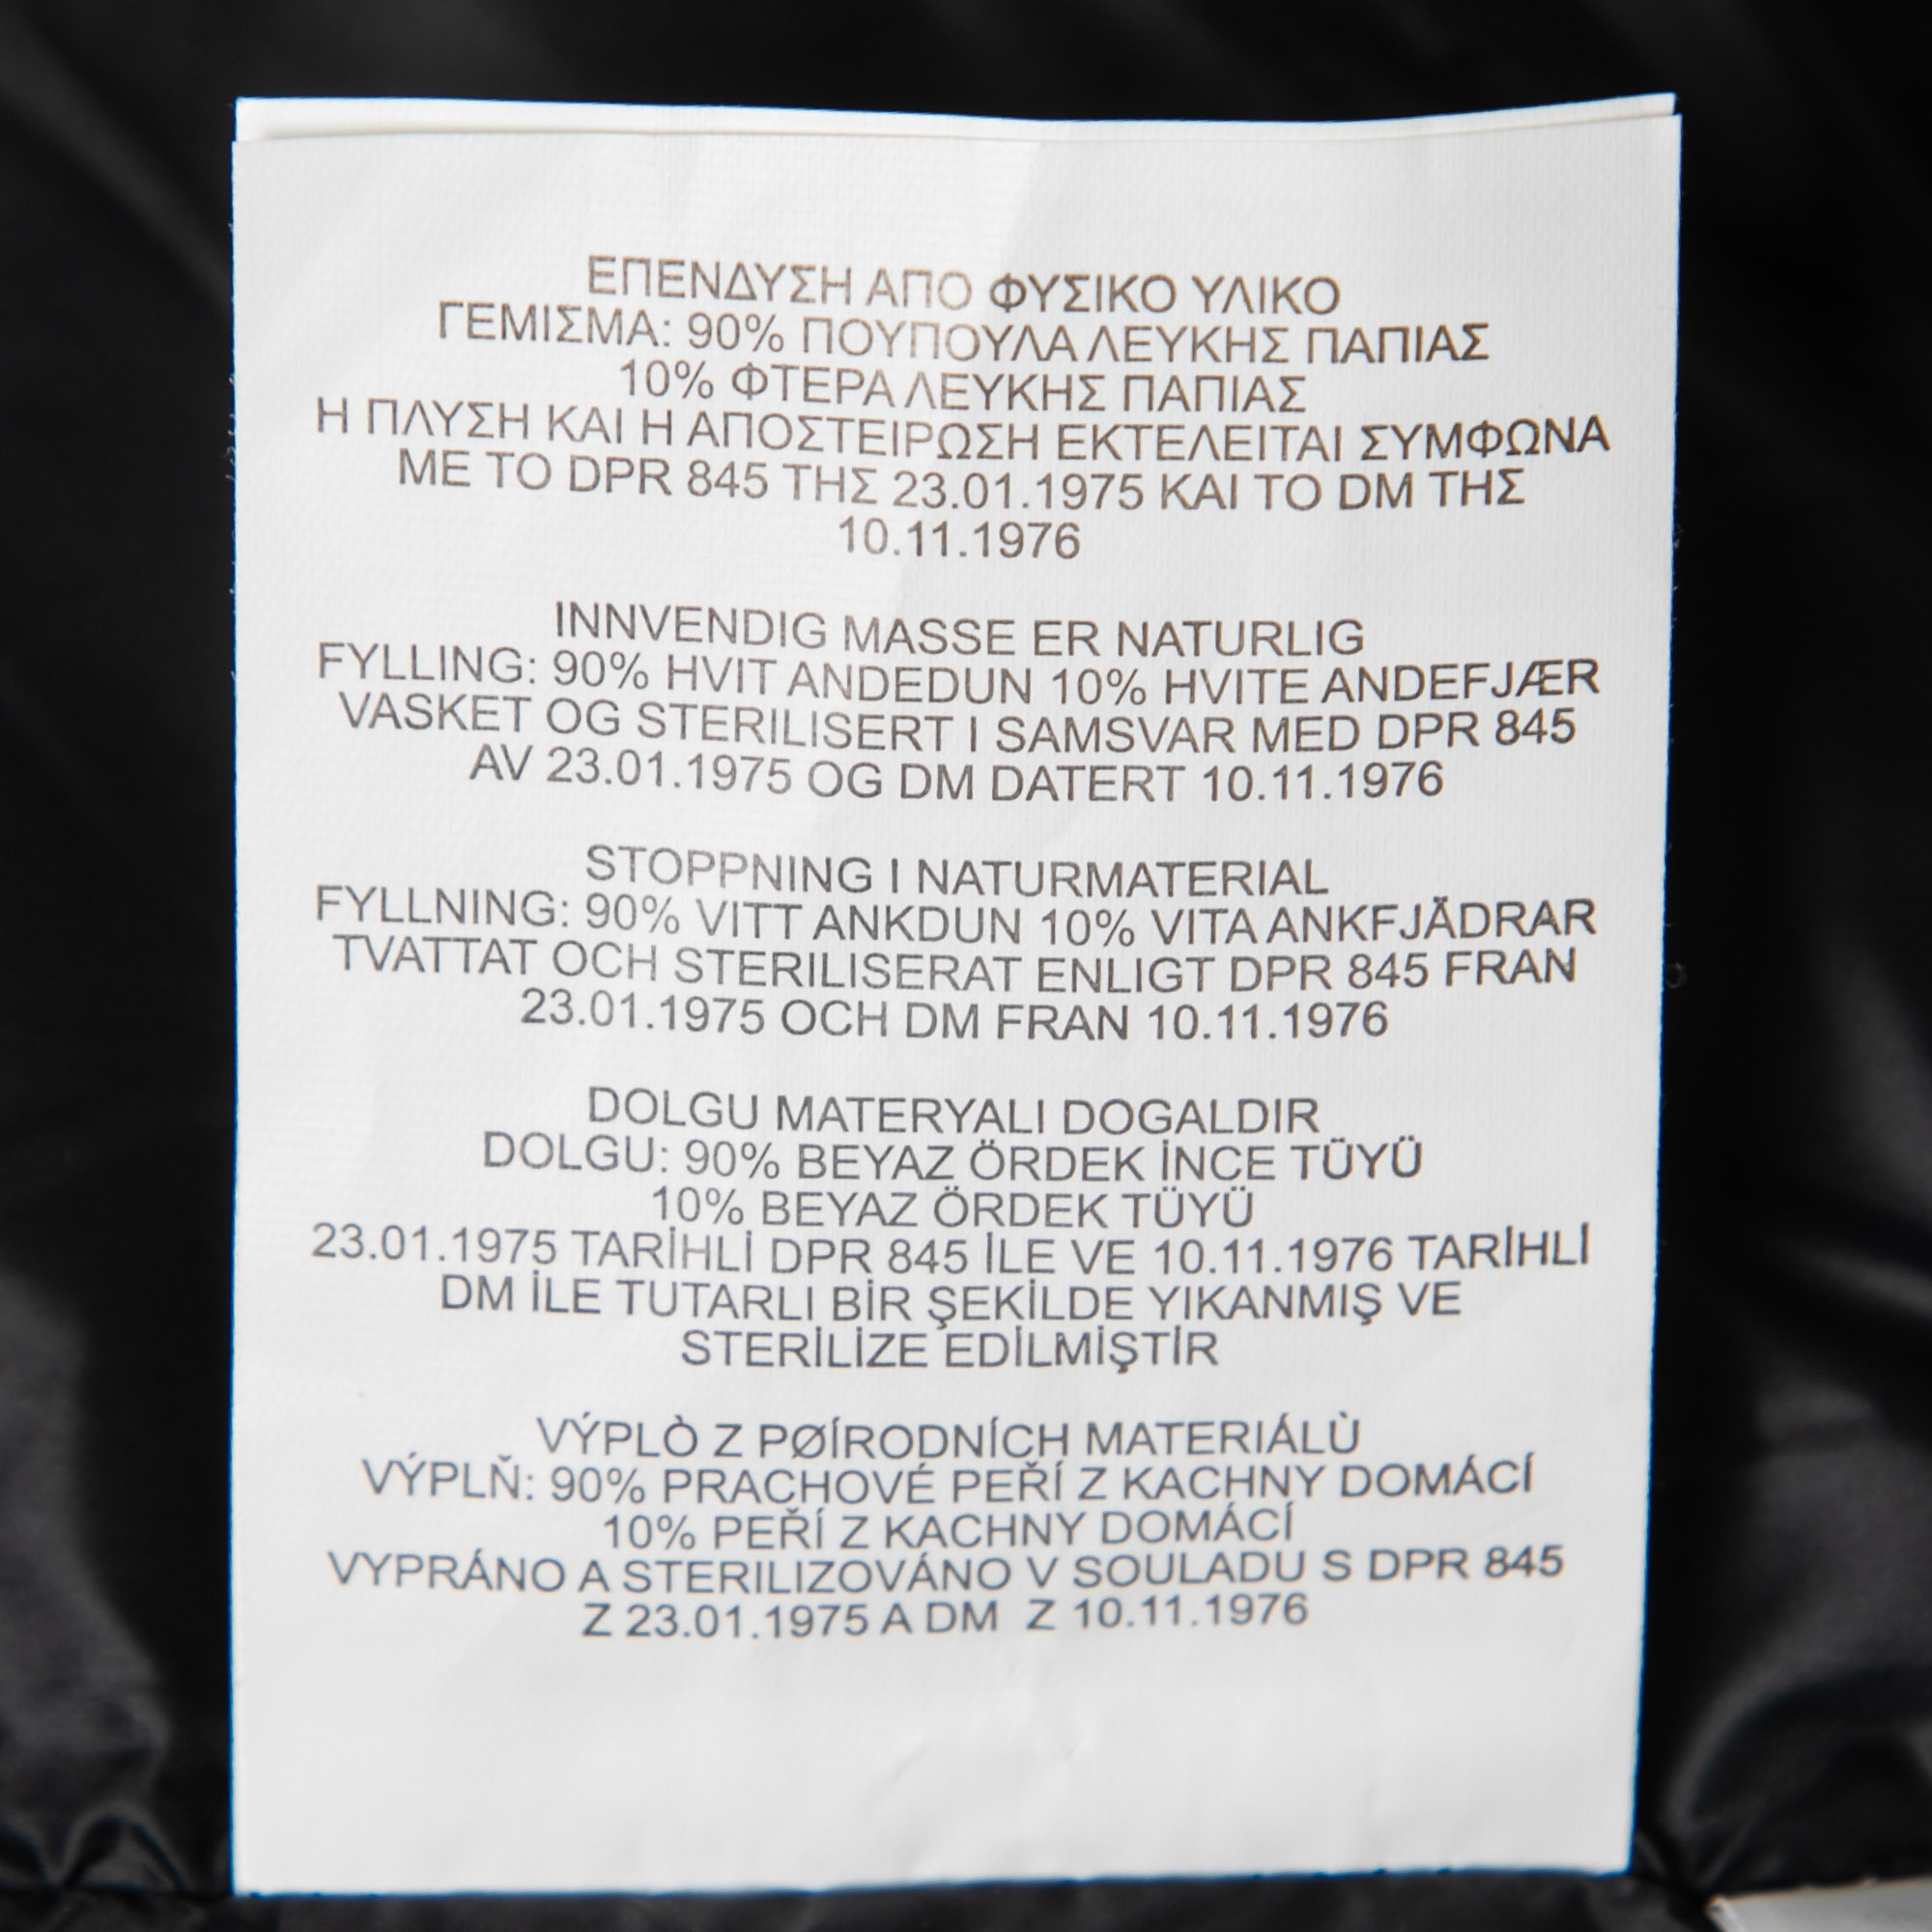 ΕΠΕΝΔΥΣΗ ΑΠΟ ΦΥΣΙΚΟ ΥΛΙΚΟ
ΓΕΜΙΣΜΑ: 90% ΠΟΥΠΟΥΛΑ ΛΕΥΚΗΣ ΠΑΠΙΑΣ
10% ΦΤΕΡΑ ΛΕΥΚΗΣ ΠΑΠΙΑΣ
Η ΠΛΥΣΗ ΚΑΙ Η ΑΠΟΣΤΕΙΡΩΣΗ ΕΚΤΕΛΕΙΤΑΙ ΣΥΜΦΩΝΑ
ΜΕ ΤΟ DPR 845 ΤΗΣ 23.01.1975 ΚΑΙ ΤΟ DM ΤΗΣ
10.11.1976
INNVENDIG MASSE ER NATURLIG
FYLLING: 90% HVIT ANDEDUN 10% HVITE ANDEFJÆR
VASKET OG STERILISERT I SAMSVAR MED DPR 845
AV 23.01.1975 OG DM DATERT 10.11.1976
STOPPNING I NATURMATERIAL
FYLLNING: 90% VITT ANKDUN 10% VITA ANKFJÄDRAR
TVATTAT OCH STERILISERAT ENLIGT DPR 845 FRAN
23.01.1975 OCH DM FRAN 10.11.1976
DOLGU MATERYALI DOGALDIR
DOLGU: 90% BEYAZ ÖRDEK İNCE TÜYÜ
10% BEYAZ ÖRDEK TÜYÜ
23.01.1975 TARİHLİ DPR 845 İLE VE 10.11.1976 TARİHLİ
DM İLE TUTARLI BİR ŞEKİLDE YIKANMIŞ VE
STERİLİZE EDİLMİŞTİR
VÝPLÒ Z PØÍRODNÍCH MATERIÁLÙ
VÝPLŇ: 90% PRACHOVÉ PEŘÍ Z KACHNY DOMÁCÍ
10% PEŘÍ Z KACHNY DOMÁCÍ
VYPRÁNO A STERILIZOVÁNO V SOULADU S DPR 845
Z 23.01.1975 A DM Z 10.11.1976